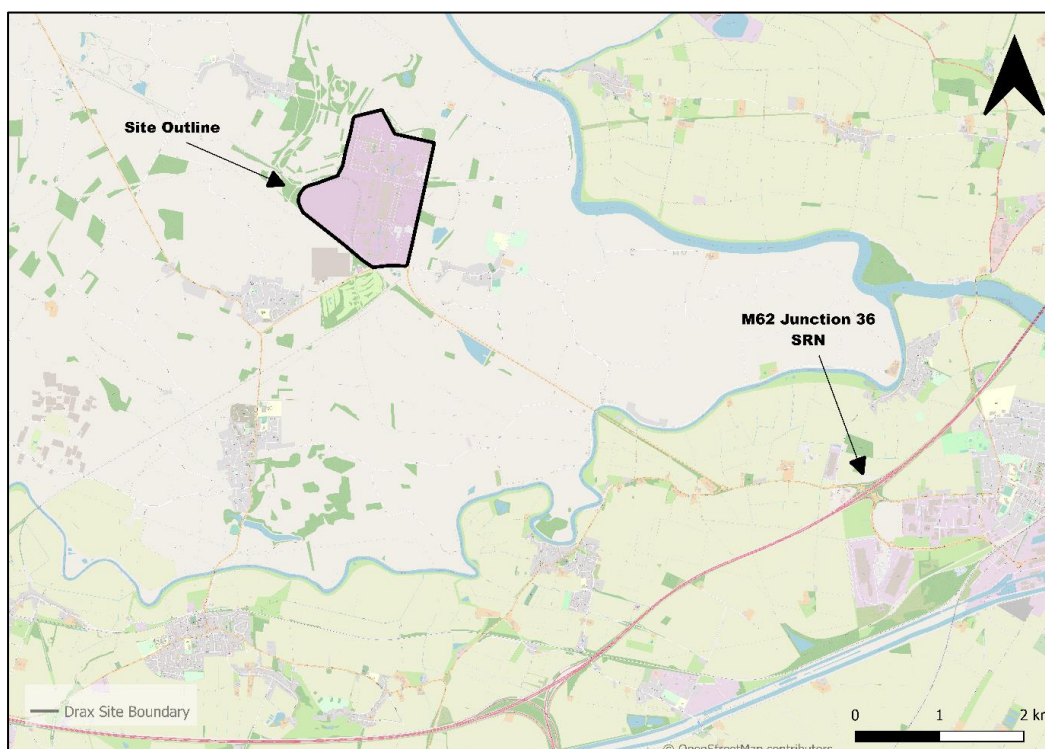 Site Outline
M62 Junction 36
SRN
Drax Site Boundary
0 1 2 km
© OpenStreetMap contributors